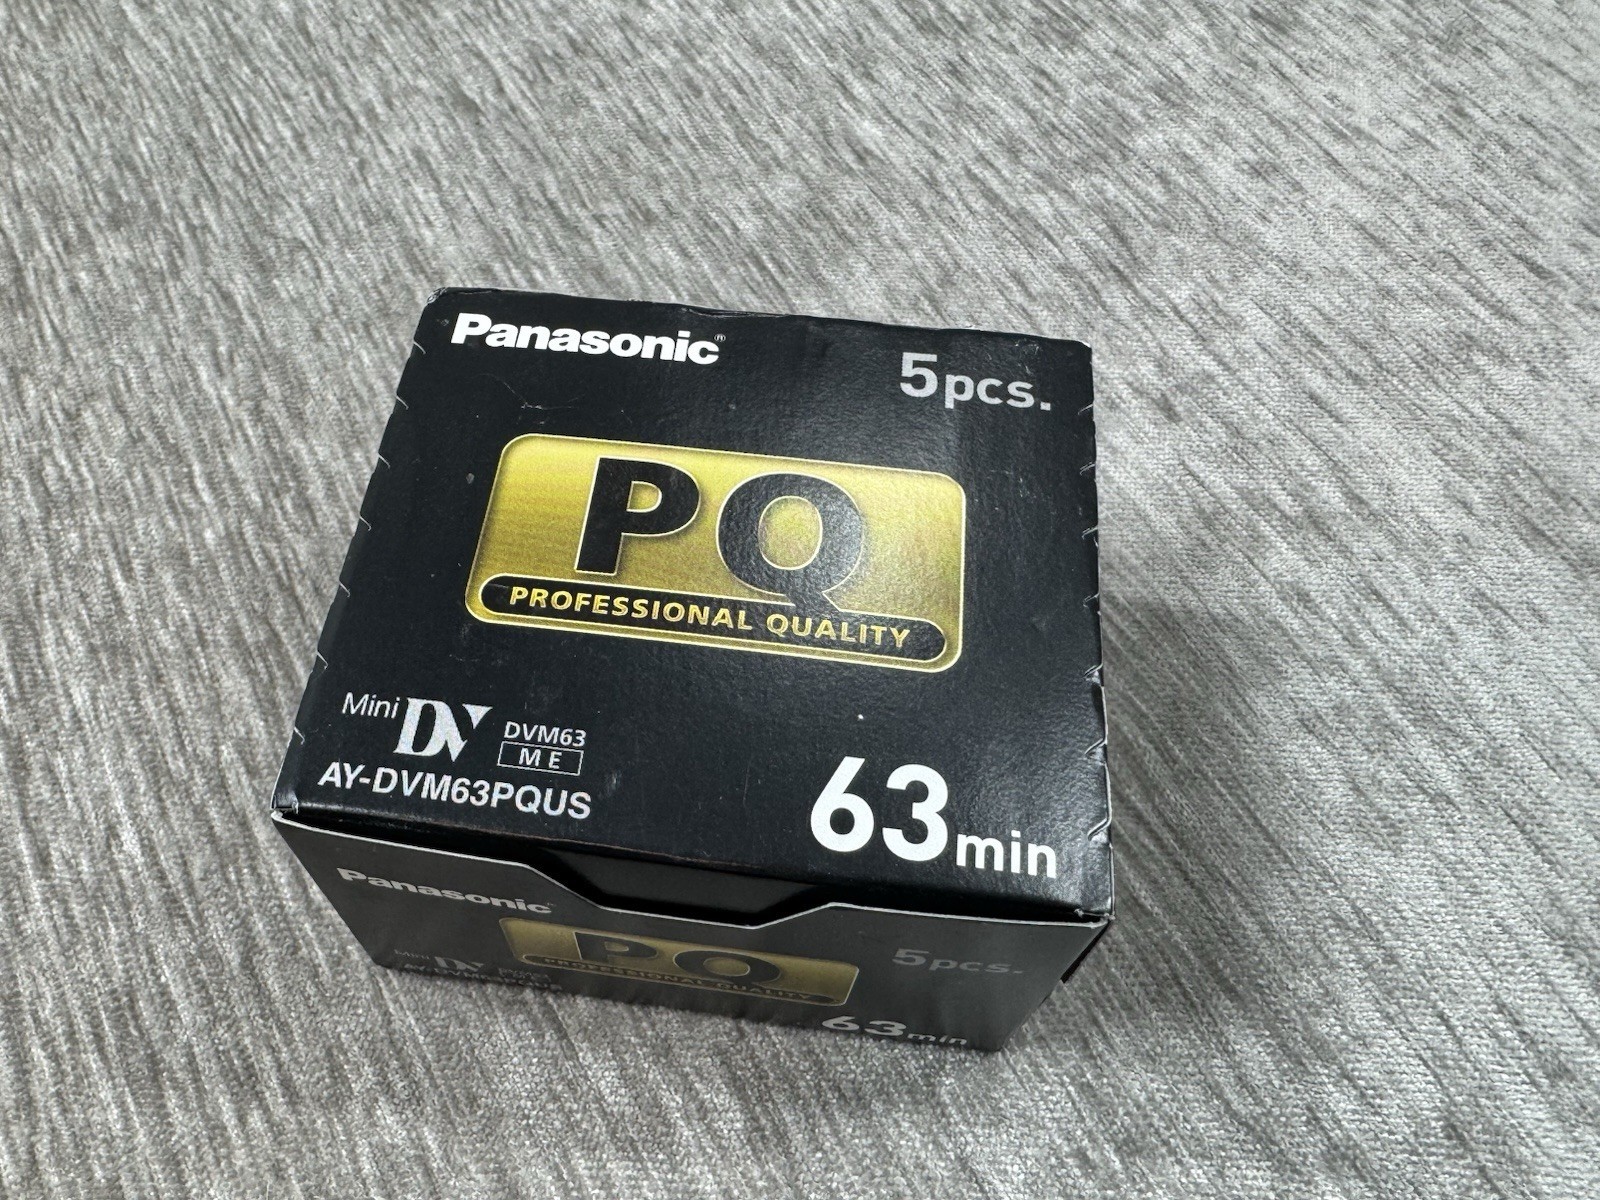 Panasonic®
5pcs.
PQ
PROFESSIONAL QUALITY
Mini DV DVM63
ME
AY-DVM63PQUS
63min
Panasonic
5pcs.
PQ
PROFESSIONAL QUALITY
Mini DV
63min